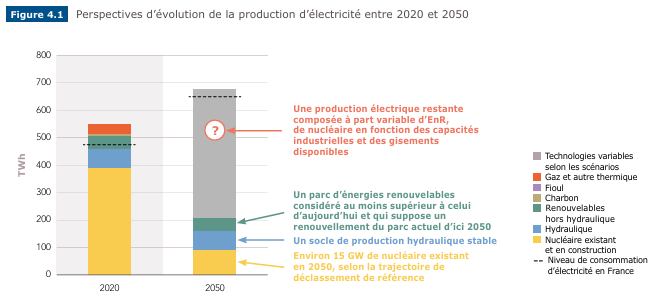 Figure 4.1 Perspectives d’évolution de la production d’électricité entre 2020 et 2050
800
700
600
500
400
300
200
100
0
TWh
2020
2050
?
Une production électrique restante
composée à part variable d’EnR,
de nucléaire en fonction des capacités
industrielles et des gisements
disponibles
Un parc d’énergies renouvelables
considéré au moins supérieur à celui
d’aujourd’hui et qui suppose un
renouvellement du parc actuel d’ici 2050
Un socle de production hydraulique stable
Environ 15 GW de nucléaire existant
en 2050, selon la trajectoire de
déclassement de référence
Technologies variables
selon les scénarios
Gaz et autre thermique
Fioul
Charbon
Renouvelables
hors hydraulique
Hydraulique
Nucléaire existant
et en construction
Niveau de consommation
d’électricité en France